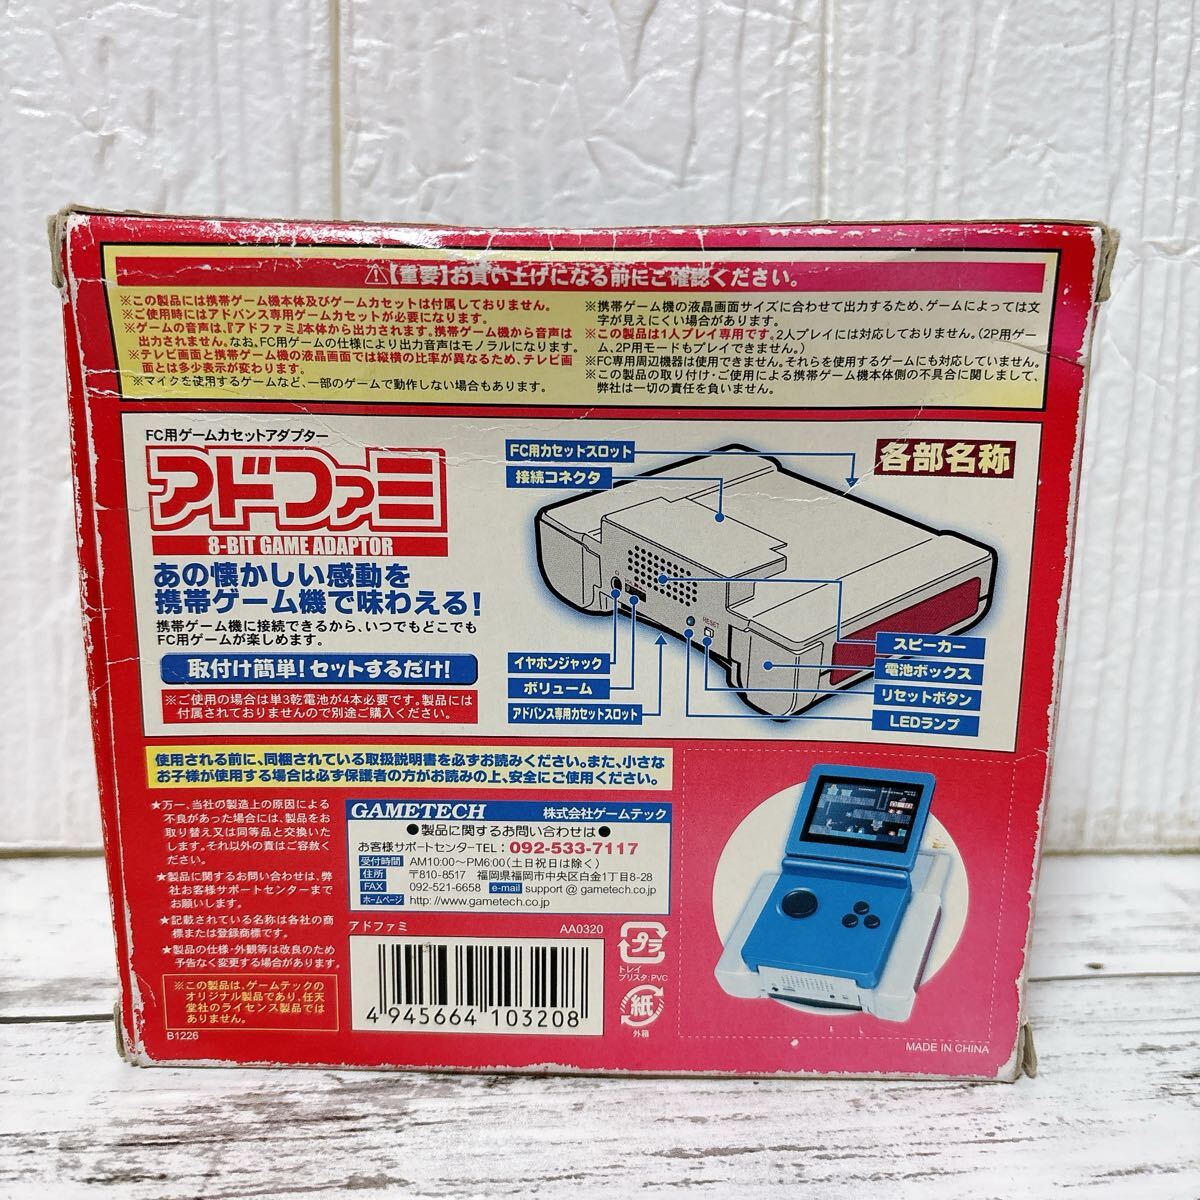 ⚠【重要】お買い上げになる前にご確認ください。
※この製品には携帯ゲーム機本体及びゲームカセットは付属しておりません。
※ご使用時にはアドバンス専用ゲームカセットが必要になります。
※ゲームの音声は、『アドファミ』本体から出力されます。携帯ゲーム機から音声は
出力されません。なお、FC用ゲームの仕様により出力音声はモノラルになります。
※テレビ画面と携帯ゲーム機の液晶画面では縦横の比率が異なるため、テレビ画
面とは多少表示が変わります。
※マイクを使用するゲームなど、一部のゲームで動作しない場合もあります。
※携帯ゲーム機の液晶画面サイズに合わせて出力するため、ゲームによっては文
字が見えにくい場合があります。
※この製品は1人プレイ専用です。2人プレイには対応しておりません。(2P用ゲー
ム、2P用モードもプレイできません。)
※FC専用周辺機器は使用できません。それらを使用するゲームにも対応していません。
※この製品の取り付け・ご使用による携帯ゲーム機本体側の不具合に関しまして、
弊社は一切の責任を負いません。
FC用ゲームカセットアダプター
アドファミ
8-BIT GAME ADAPTOR
あの懐かしい感動を
携帯ゲーム機で味わえる!
携帯ゲーム機に接続できるから、いつでもどこでも
FC用ゲームが楽しめます。
取付け簡単!セットするだけ!
※ご使用の場合は単3乾電池が4本必要です。製品には
付属されておりませんので別途ご購入ください。
各部名称
FC用カセットスロット
接続コネクタ
イヤホンジャック
ボリューム
アドバンス専用カセットスロット
RESET
スピーカー
電池ボックス
リセットボタン
LEDランプ
使用される前に、同梱されている取扱説明書を必ずお読みください。また、小さな
お子様が使用する場合は必ず保護者の方がお読みの上、安全にご使用ください。
★万一、当社の製造上の原因による
不良があった場合には、製品をお
取り替え又は同等品と交換いた
します。それ以外の責はご容赦く
ださい。
★製品に関するお問い合わせは、弊
社お客様サポートセンターまで
お願いします。
★記載されている名称は各社の商
標または登録商標です。
★製品の仕様・外観等は改良のため
予告なく変更する場合があります。
※この製品は、ゲームテックの
オリジナル製品であり、任天
堂社のライセンス製品では
ありません。
B1226
GAMETECH 株式会社ゲームテック
●製品に関するお問い合わせは●
お客様サポートセンターTEL:092-533-7117
受付時間 AM10:00〜PM6:00(土日祝日は除く)
住所 〒810-8517 福岡県福岡市中央区白金1丁目8-28
FAX 092-521-6658 e-mail support@gametech.co.jp
ホームページ http://www.gametech.co.jp
アドファミ AA0320
4 945664 103208
プラ
トレイ
ブリスタ:PVC
紙
外箱
MADE IN CHINA